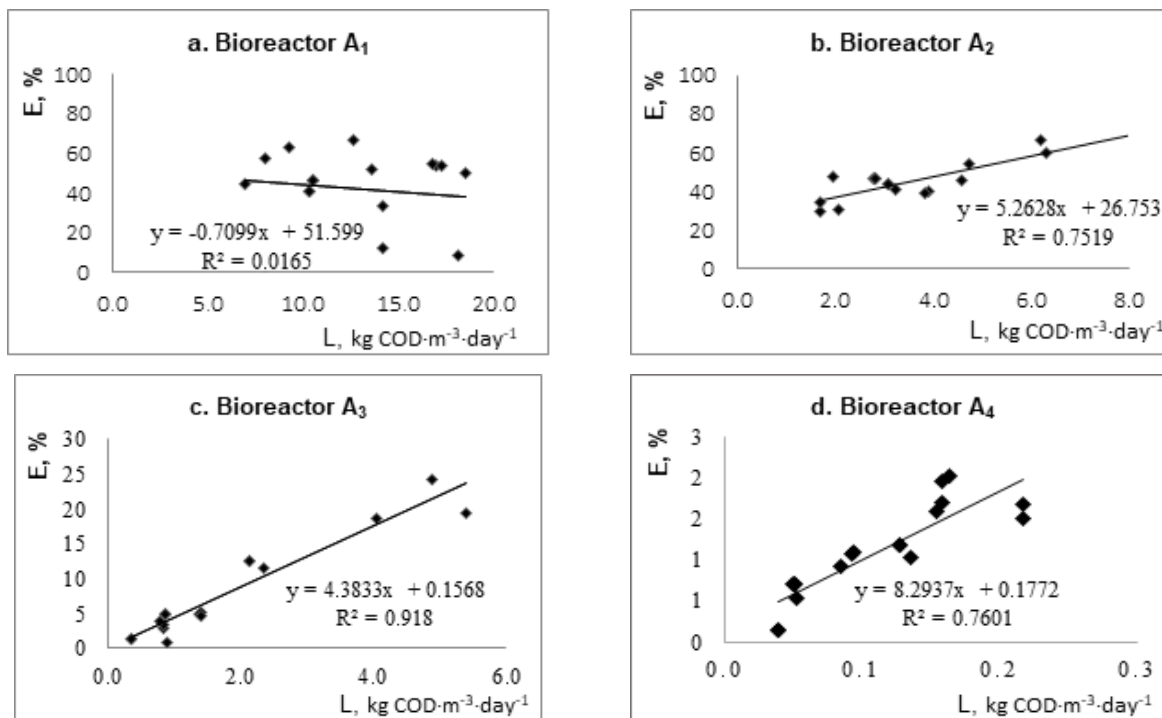 a. Bioreactor A₁
E, %
100
80
60
40
20
0
y = -0.7099x + 51.599
R² = 0.0165
0.0 5.0 10.0 15.0 20.0
L, kg COD·m⁻³·day⁻¹
b. Bioreactor A₂
E, %
100
80
60
40
20
0
y = 5.2628x + 26.753
R² = 0.7519
0.0 2.0 4.0 6.0 8.0
L, kg COD·m⁻³·day⁻¹
c. Bioreactor A₃
E, %
30
25
20
15
10
5
0
y = 4.3833x + 0.1568
R² = 0.918
0.0 2.0 4.0 6.0
L, kg COD·m⁻³·day⁻¹
d. Bioreactor A₄
E, %
3
2
2
1
1
0
y = 8.2937x + 0.1772
R² = 0.7601
0.0 0.1 0.2 0.3
L, kg COD·m⁻³·day⁻¹